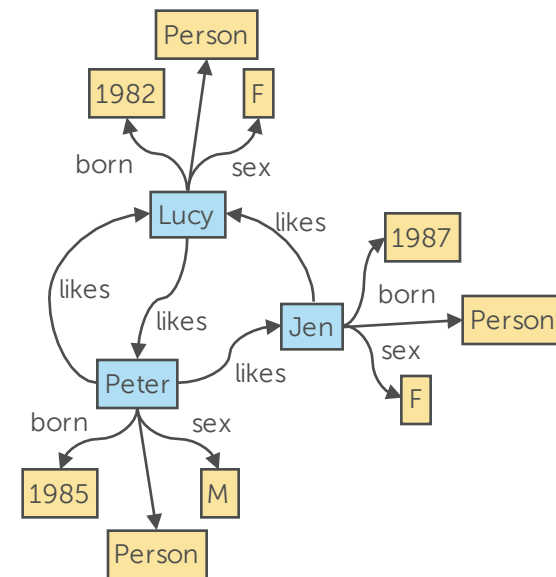 Person
1982
F
born
sex
Lucy
likes
1987
likes
born
likes
Jen
Person
sex
likes
Peter
F
born
sex
1985
M
Person